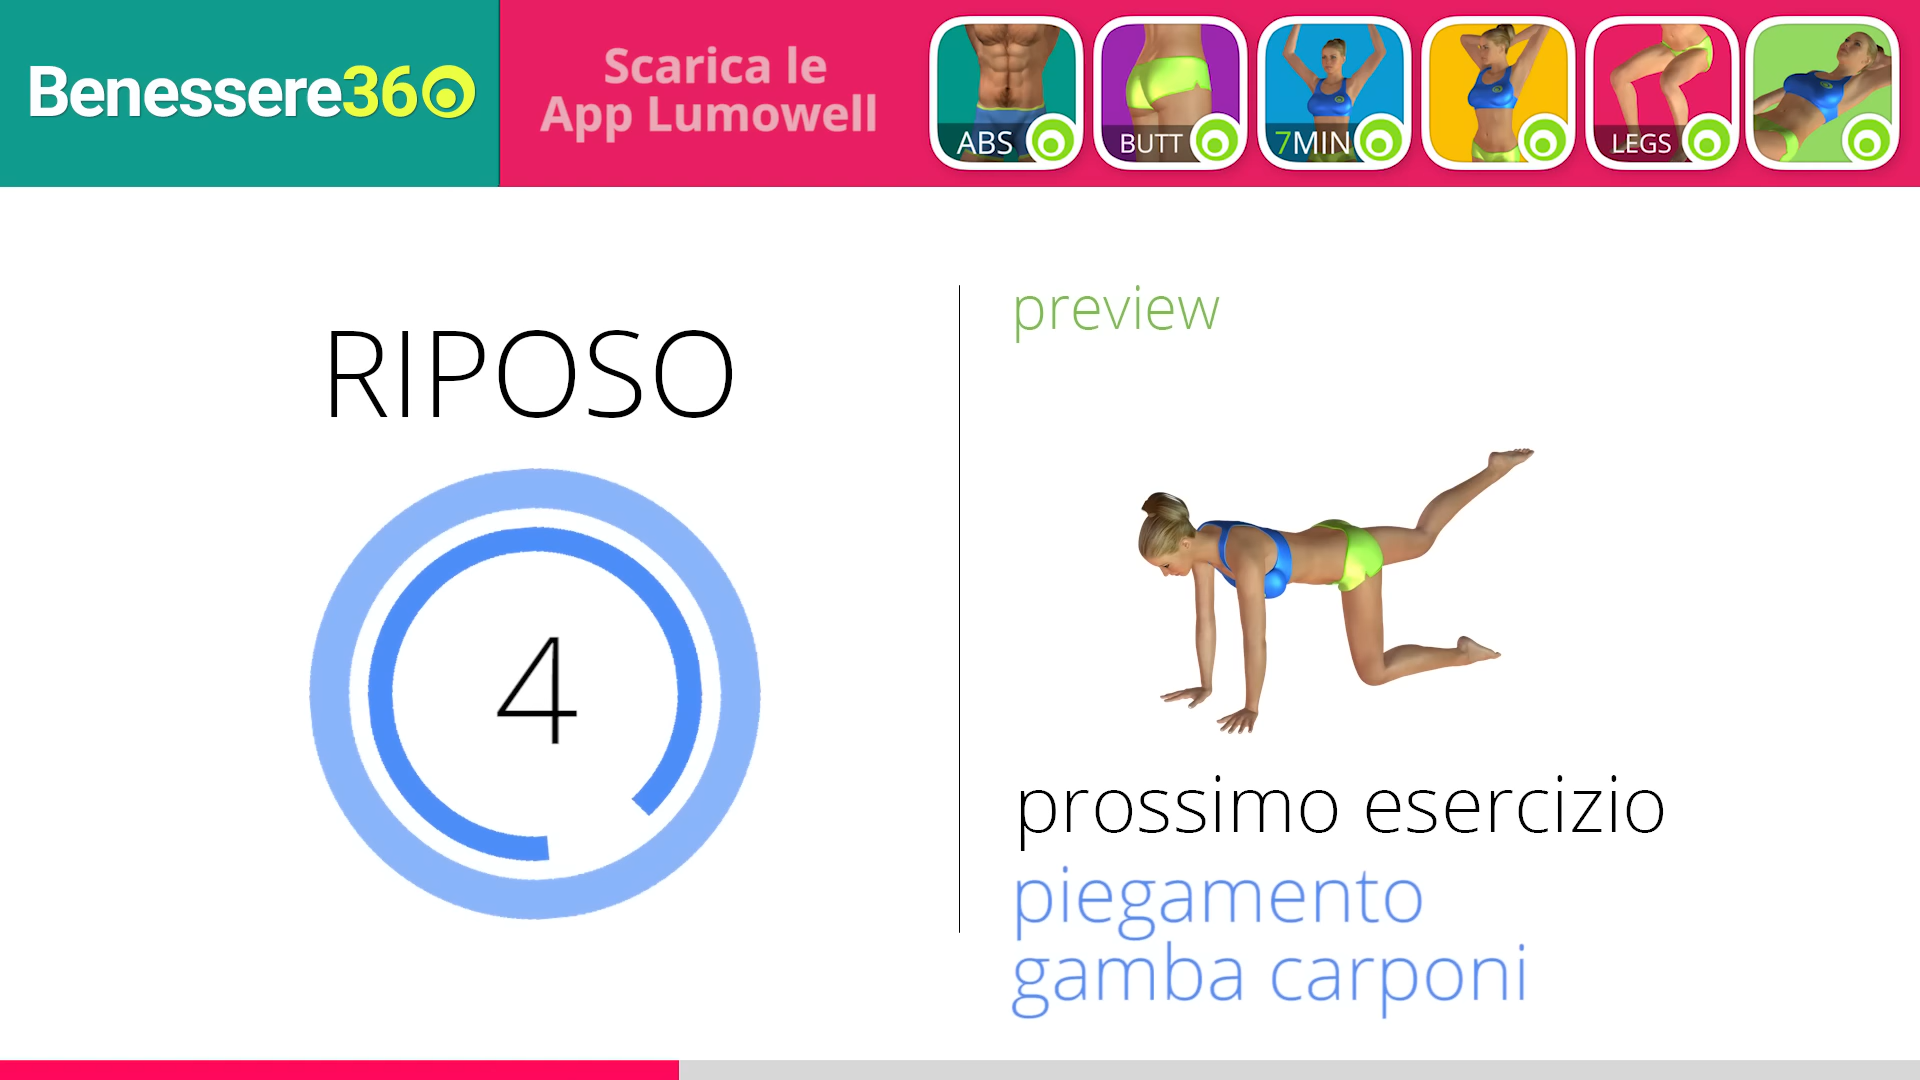 Benessere360
Scarica le
App Lumowell
ABS
BUTT
7MIN
LEGS
RIPOSO
4
preview
prossimo esercizio
piegamento
gamba carponi